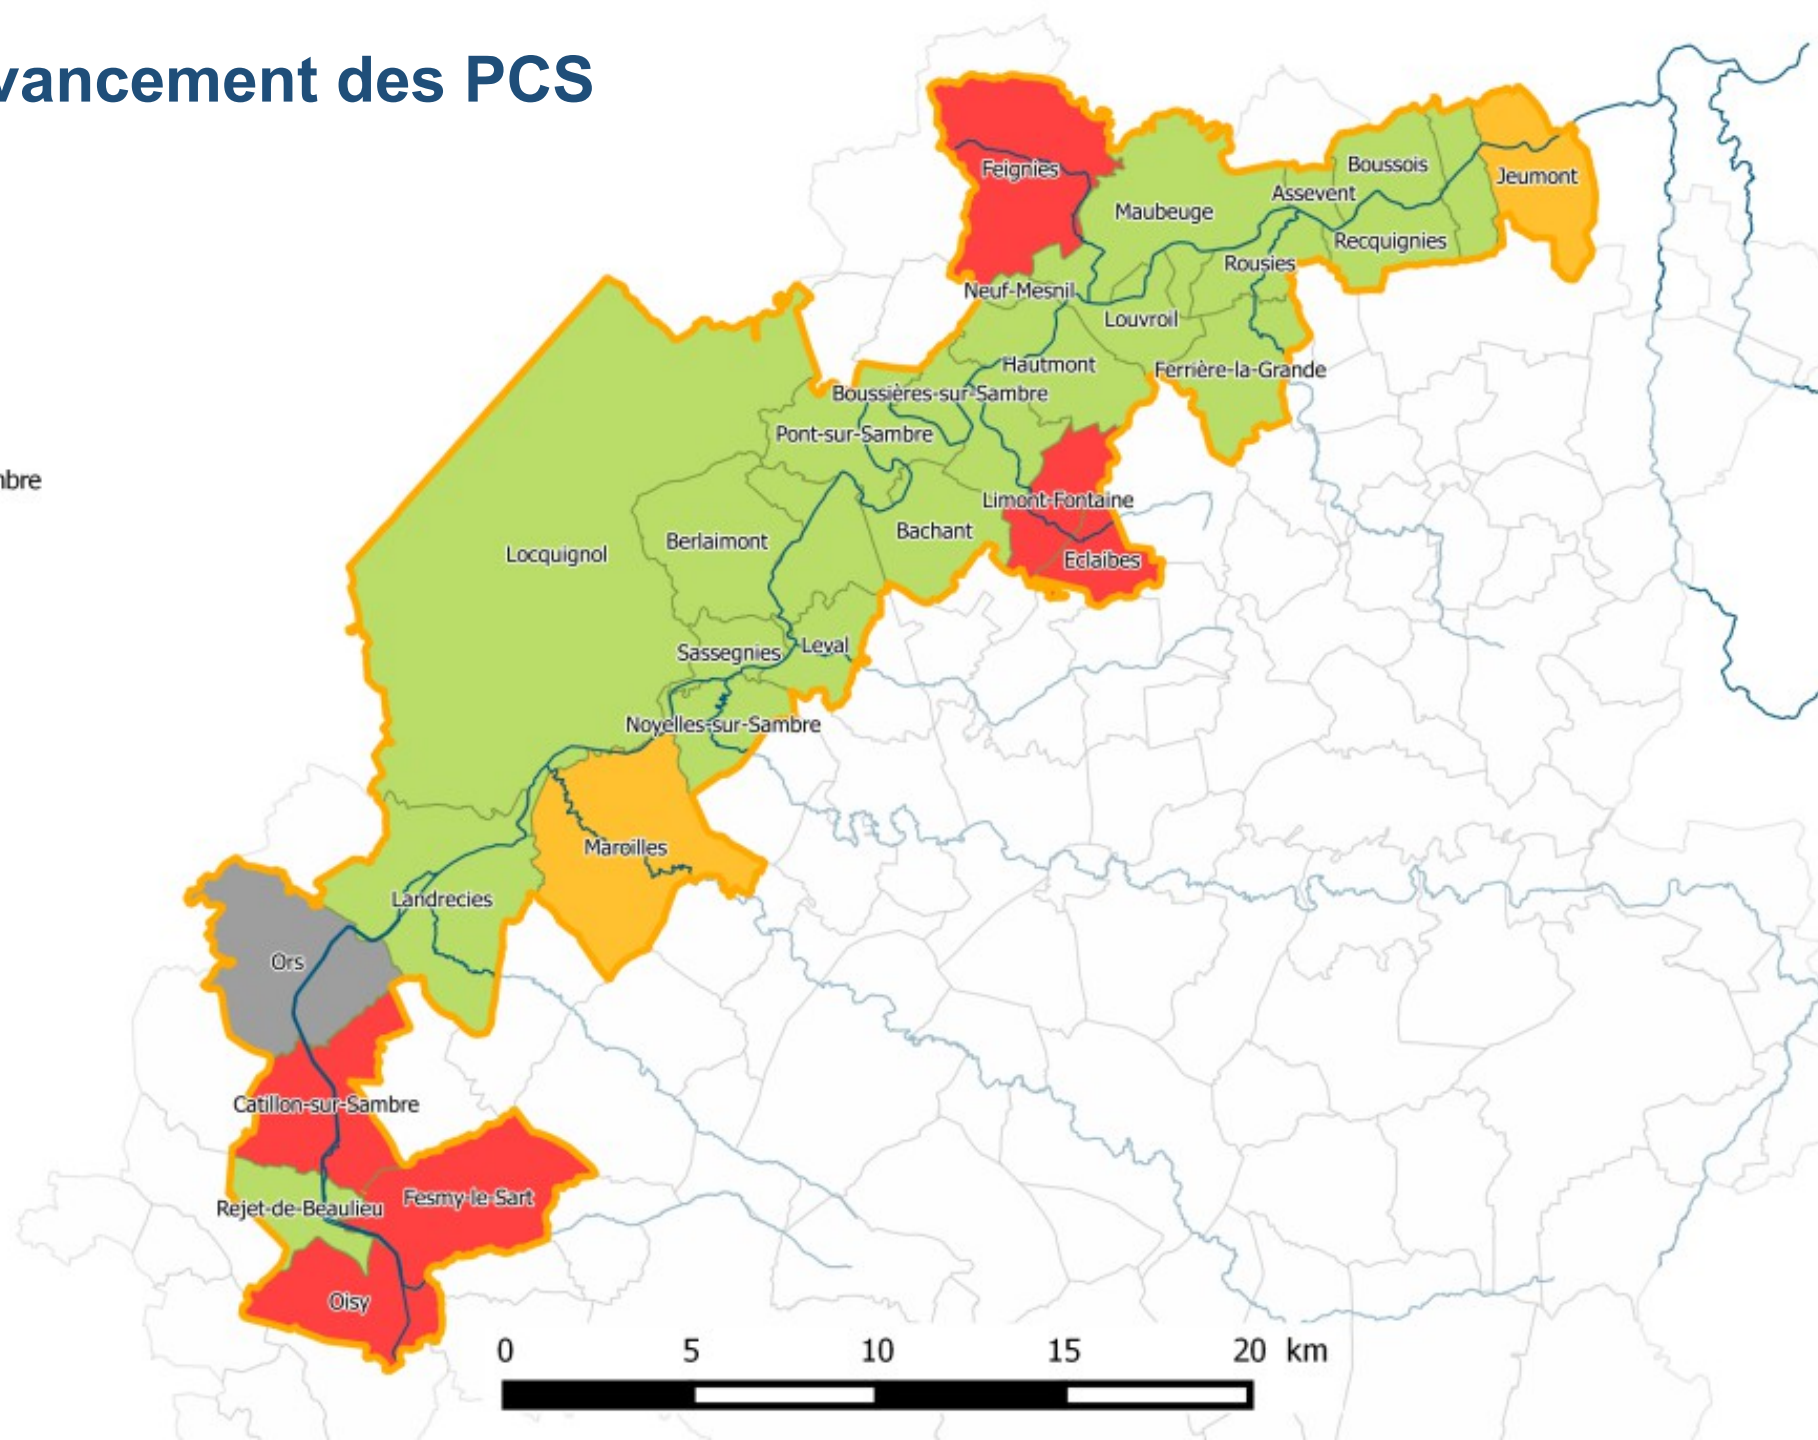 vancement des PCS
Feignies
Boussois
Jeumont
Assevent
Maubeuge
Recquignies
Rousies
Neuf-Mesnil
Louvroil
Hautmont
Ferrière-la-Grande
Boussières-sur-Sambre
Pont-sur-Sambre
mbre
Limont-Fontaine
Bachant
Berlaimont
Locquignol
Eclaibes
Leval
Sassegnies
Noyelles-sur-Sambre
Maroilles
Landrecies
Ors
Catillon-sur-Sambre
Fesmy-le-Sart
Rejet-de-Beaulieu
Oisy
0 5 10 15 20 km